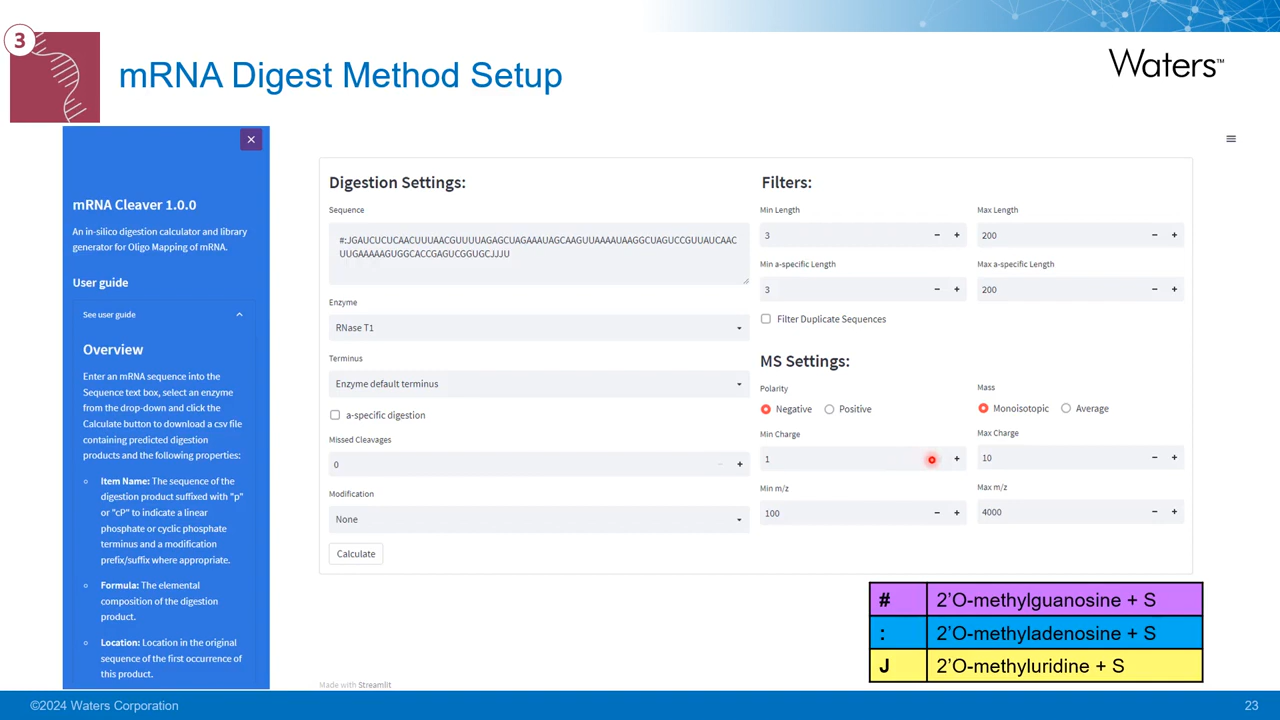 3
mRNA Digest Method Setup
Waters™
×
mRNA Cleaver 1.0.0
An in-silico digestion calculator and library
generator for Oligo Mapping of mRNA.
User guide
See user guide
Overview
Enter an mRNA sequence into the
Sequence text box, select an enzyme
from the drop-down and click the
Calculate button to download a csv file
containing predicted digestion
products and the following properties:
Item Name: The sequence of the
digestion product suffixed with "p"
or "cP" to indicate a linear
phosphate or cyclic phosphate
terminus and a modification
prefix/suffix where appropriate.
Formula: The elemental
composition of the digestion
product.
Location: Location in the original
sequence of the first occurrence of
this product.
Digestion Settings:
Sequence
#:JGAUCUCUCAACUUUAACGUUUUAGAGCUAGAAAUAGCAAGUUAAAAUAAGGCUAGUCCGUUAUCAAC
UUGAAAAAGUGGCACCGAGUCGGUGCJJJU
Enzyme
RNase T1
Terminus
Enzyme default terminus
a-specific digestion
Missed Cleavages
0 − +
Modification
None
Calculate
Filters:
Min Length Max Length
3 − + 200 − +
Min a-specific Length Max a-specific Length
3 − + 200 − +
Filter Duplicate Sequences
MS Settings:
Polarity Mass
Negative Positive Monoisotopic Average
Min Charge Max Charge
1 + 10 − +
Min m/z Max m/z
100 − + 4000 − +
# 2'O-methylguanosine + S
: 2'O-methyladenosine + S
J 2'O-methyluridine + S
Made with Streamlit
©2024 Waters Corporation 23